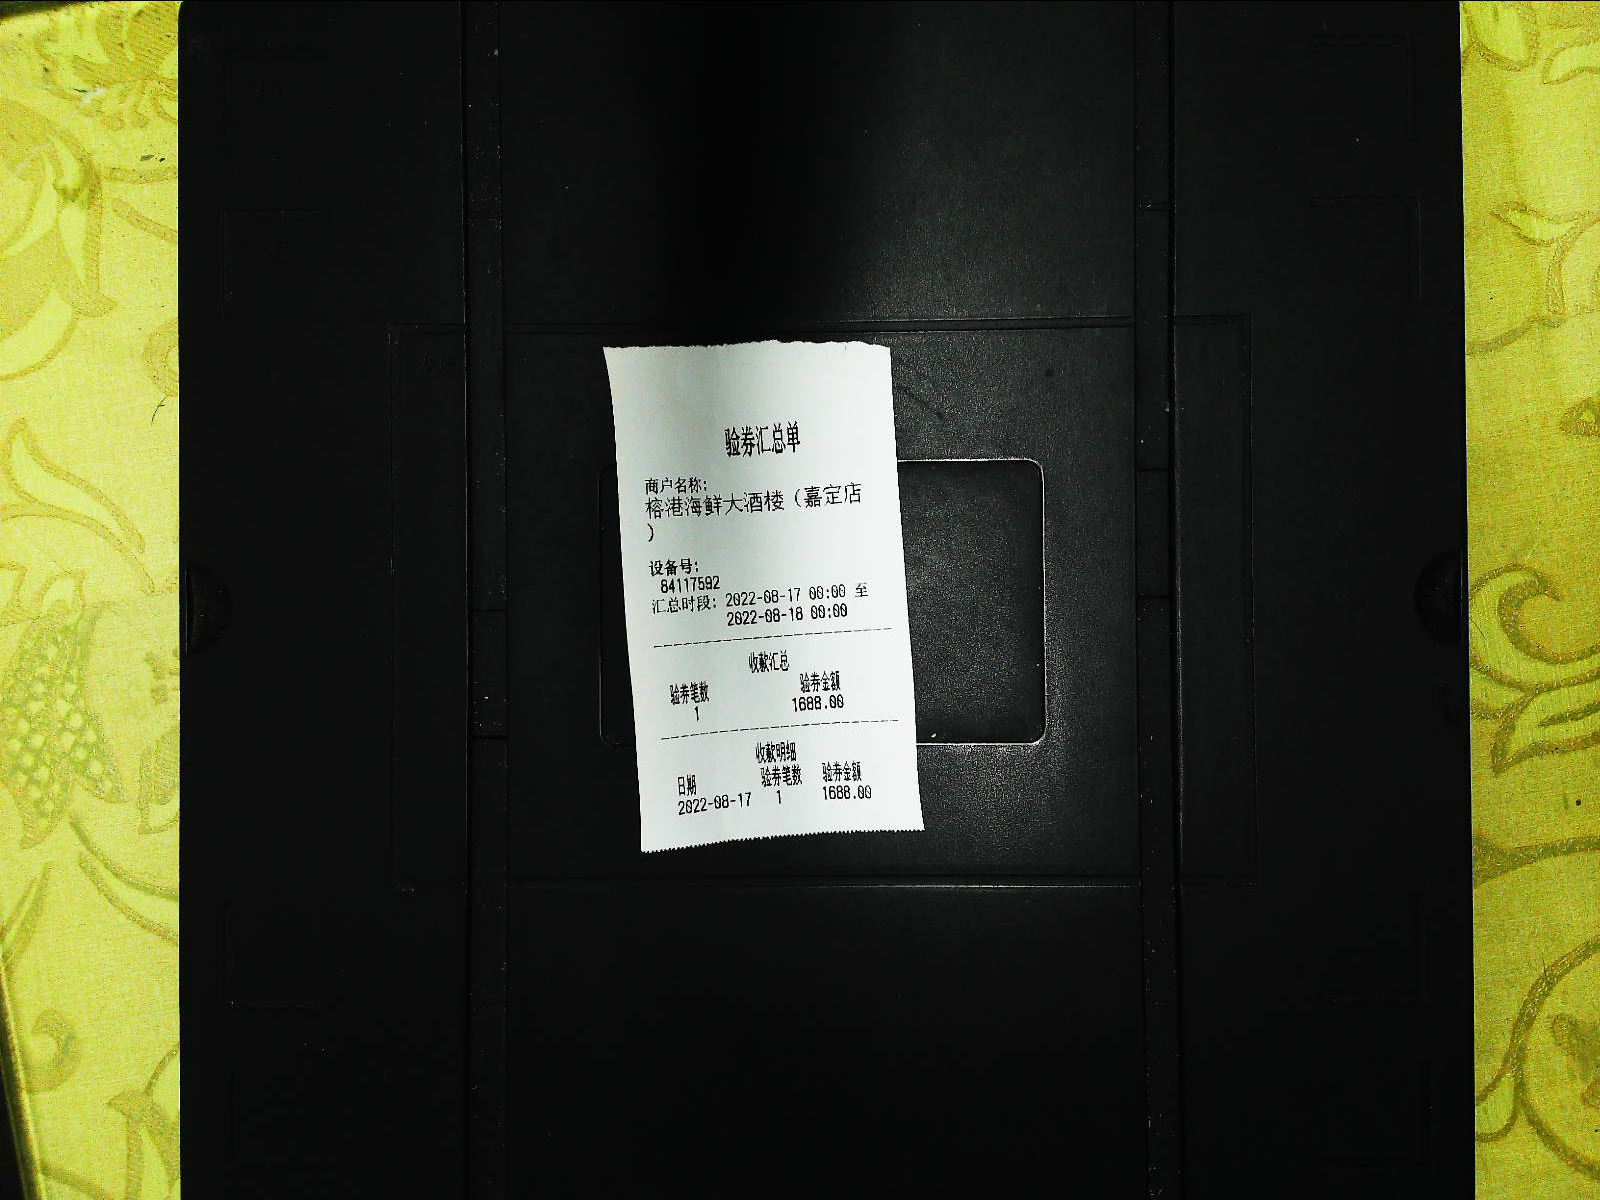 验券汇总单
商户名称:
榕港海鲜大酒楼（嘉定店
）
设备号:
84117592
汇总时段: 2022-08-17 00:00 至
2022-08-18 00:00
收款汇总
验券笔数 验券金额
1 1688.00
收款明细
日期 验券笔数 验券金额
2022-08-17 1 1688.00